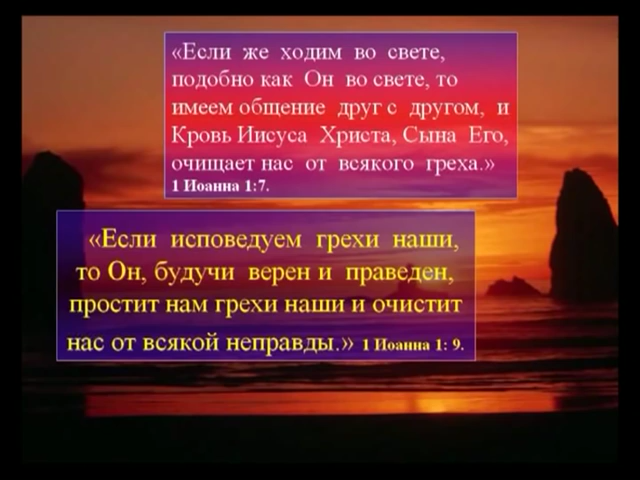 «Если же ходим во свете,
подобно как Он во свете, то
имеем общение друг с другом, и
Кровь Иисуса Христа, Сына Его,
очищает нас от всякого греха.»
1 Иоанна 1:7.
«Если исповедуем грехи наши,
то Он, будучи верен и праведен,
простит нам грехи наши и очистит
нас от всякой неправды.» 1 Иоанна 1: 9.